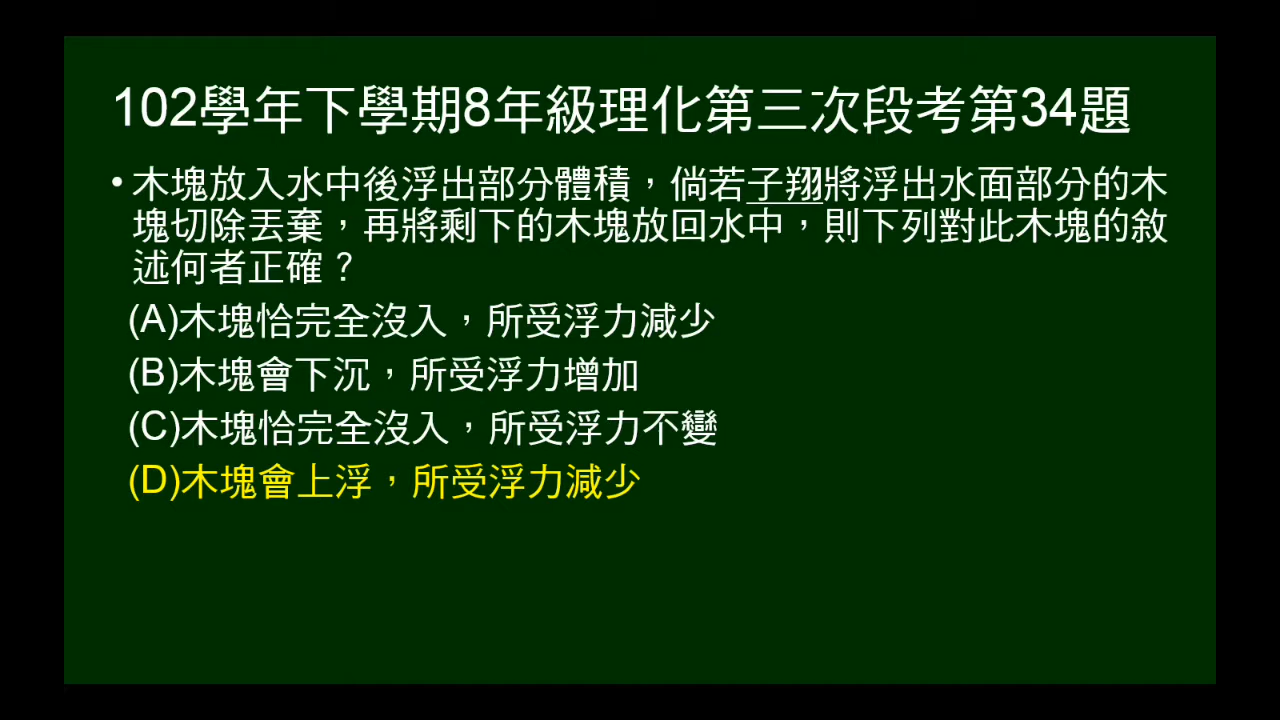 102學年下學期8年級理化第三次段考第34題
• 木塊放入水中後浮出部分體積，倘若子翔將浮出水面部分的木
塊切除丟棄，再將剩下的木塊放回水中，則下列對此木塊的敘
述何者正確？
(A)木塊恰完全沒入，所受浮力減少
(B)木塊會下沉，所受浮力增加
(C)木塊恰完全沒入，所受浮力不變
(D)木塊會上浮，所受浮力減少